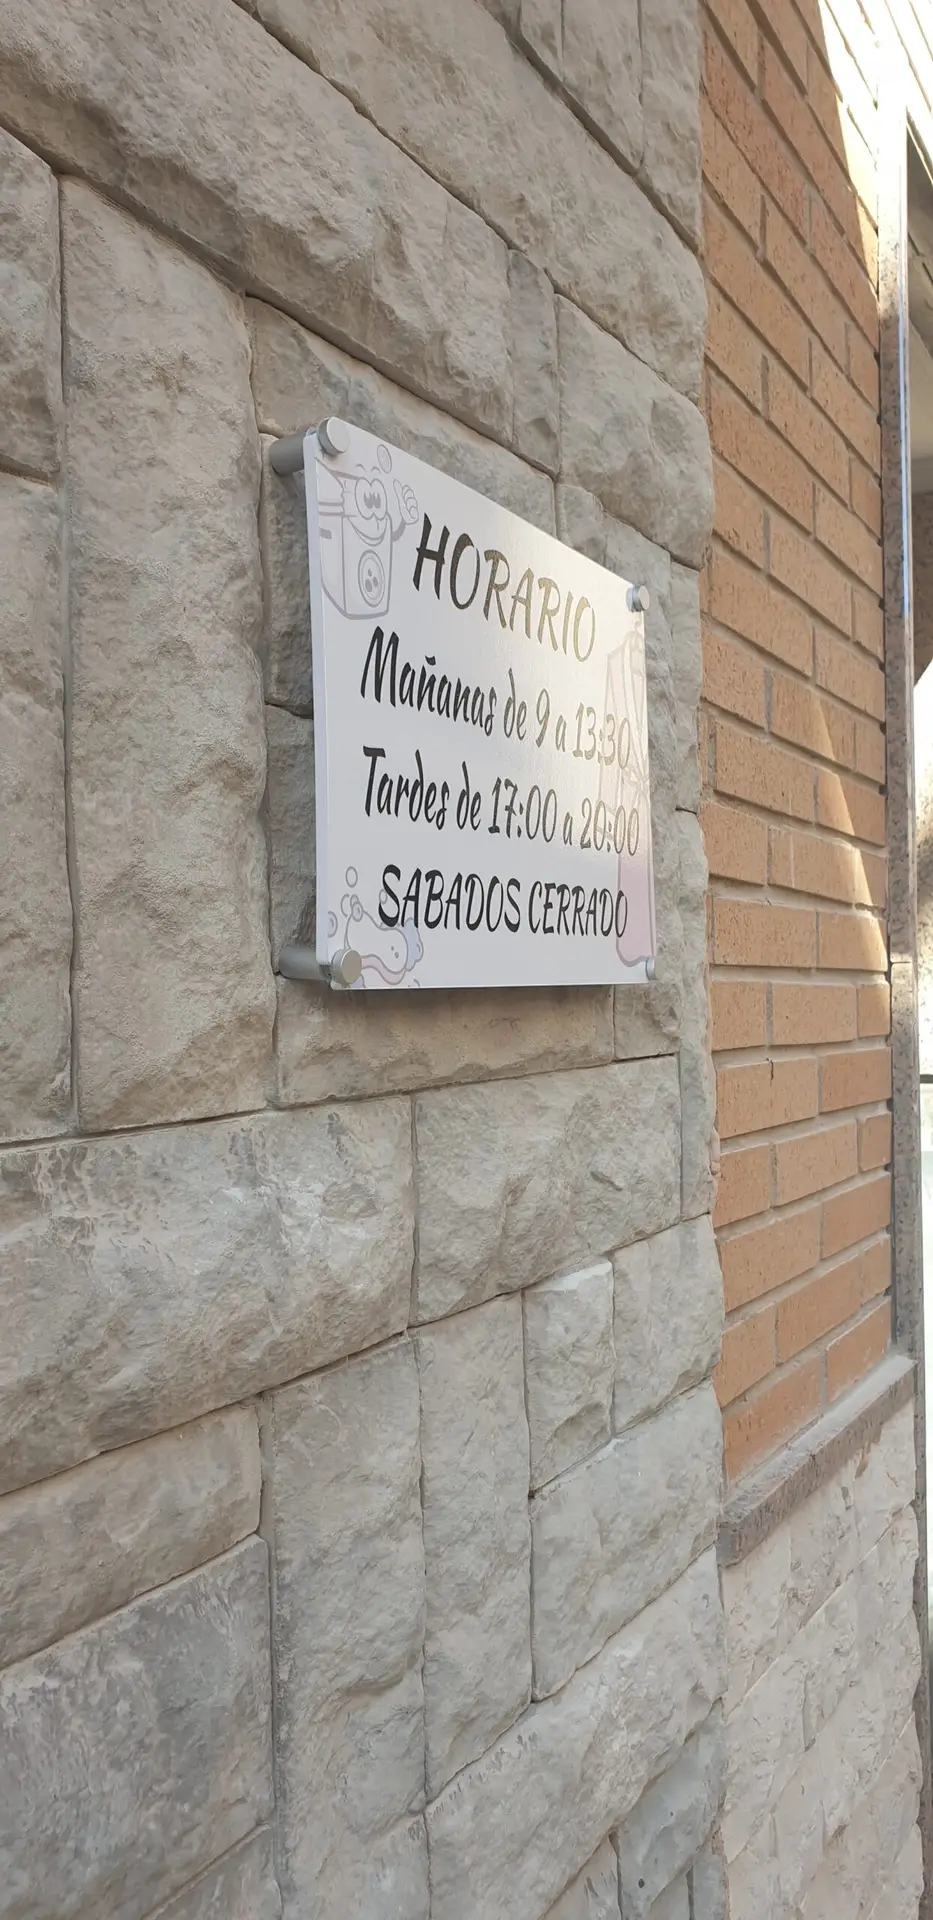 HORARIO
Mañanas de 9 a 13:30
Tardes de 17:00 a 20:00
SABADOS CERRADO